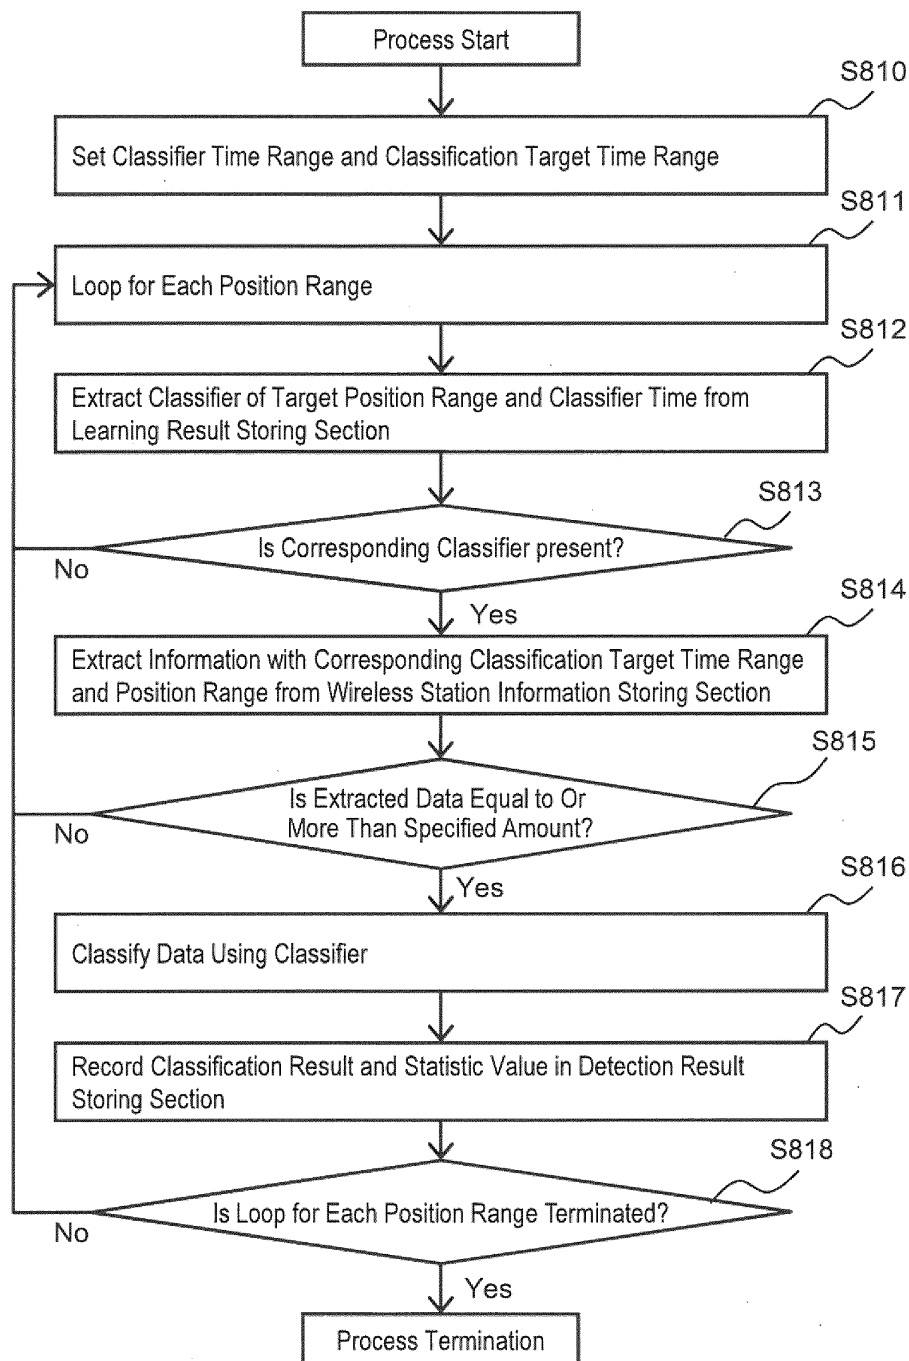 Process Start
S810
Set Classifier Time Range and Classification Target Time Range
S811
Loop for Each Position Range
S812
Extract Classifier of Target Position Range and Classifier Time from
Learning Result Storing Section
S813
Is Corresponding Classifier present?
No
Yes
S814
Extract Information with Corresponding Classification Target Time Range
and Position Range from Wireless Station Information Storing Section
S815
Is Extracted Data Equal to Or
More Than Specified Amount?
No
Yes
S816
Classify Data Using Classifier
S817
Record Classification Result and Statistic Value in Detection Result
Storing Section
S818
Is Loop for Each Position Range Terminated?
No
Yes
Process Termination